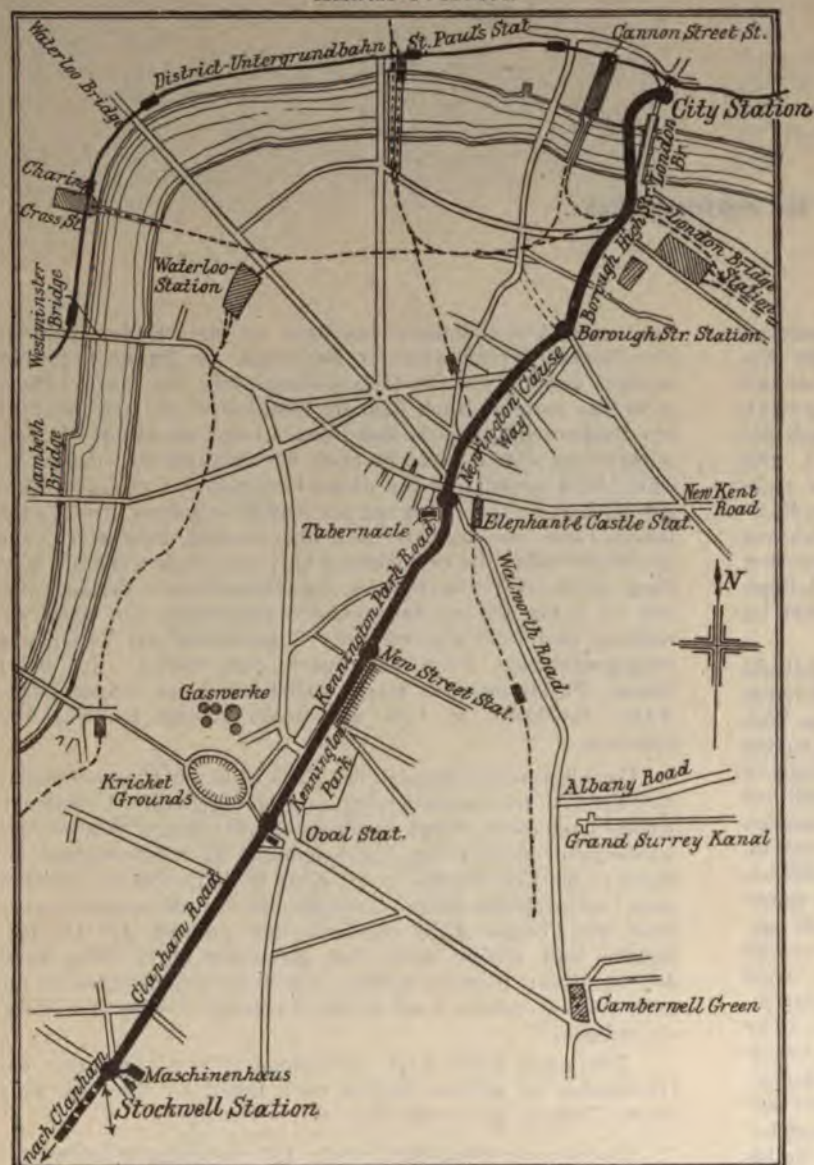 Waterloo Bridge
District-Untergrundbahn
St. Paul's Stat
Cannon Street St.
City Station
London Br
Charing
Cross St.
Waterloo-
Station
Borough High Str.
London Bridge
Station
Westminster
Bridge
Borough Str. Station
Lambeth
Bridge
Newington Cause
Way
New Kent
Road
Tabernacle
Elephant & Castle Stat.
N
Kennington Park Road
Walworth Road
New Street Stat.
Gaswerke
Kennington
Park
Kricket
Grounds
Albany Road
Oval Stat.
Grand Surrey Kanal
Clapham Road
Camberwell Green
Maschinenhaus
Stockwell Station
nach Clapham